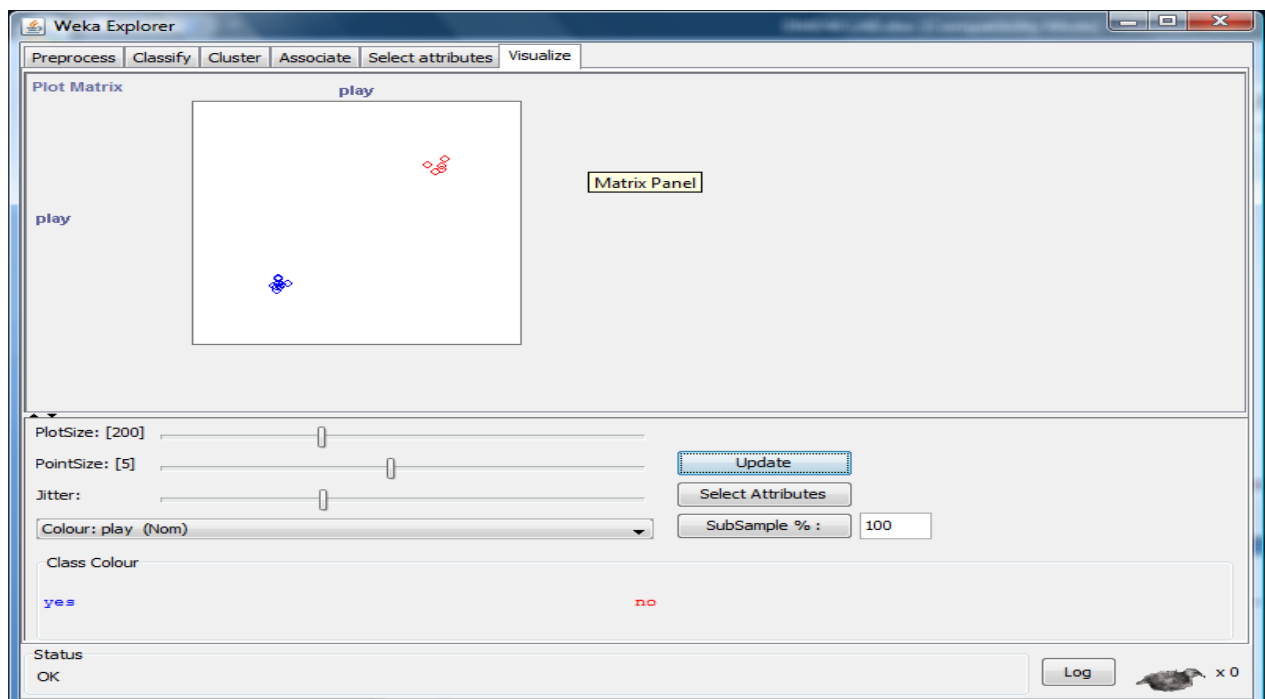 Weka Explorer
Preprocess Classify Cluster Associate Select attributes Visualize
Plot Matrix
play
Matrix Panel
play
PlotSize: [200]
PointSize: [5]
Update
Jitter:
Select Attributes
Colour: play (Nom)
SubSample % : 100
Class Colour
yes no
Status
OK
Log x 0